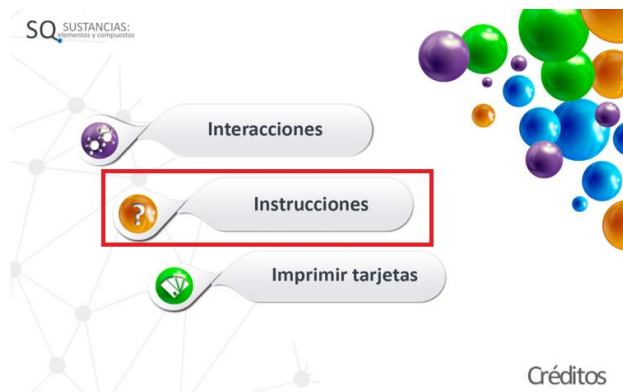 SQ SUSTANCIAS:
elementos y compuestos
Interacciones
?
Instrucciones
Imprimir tarjetas
Créditos